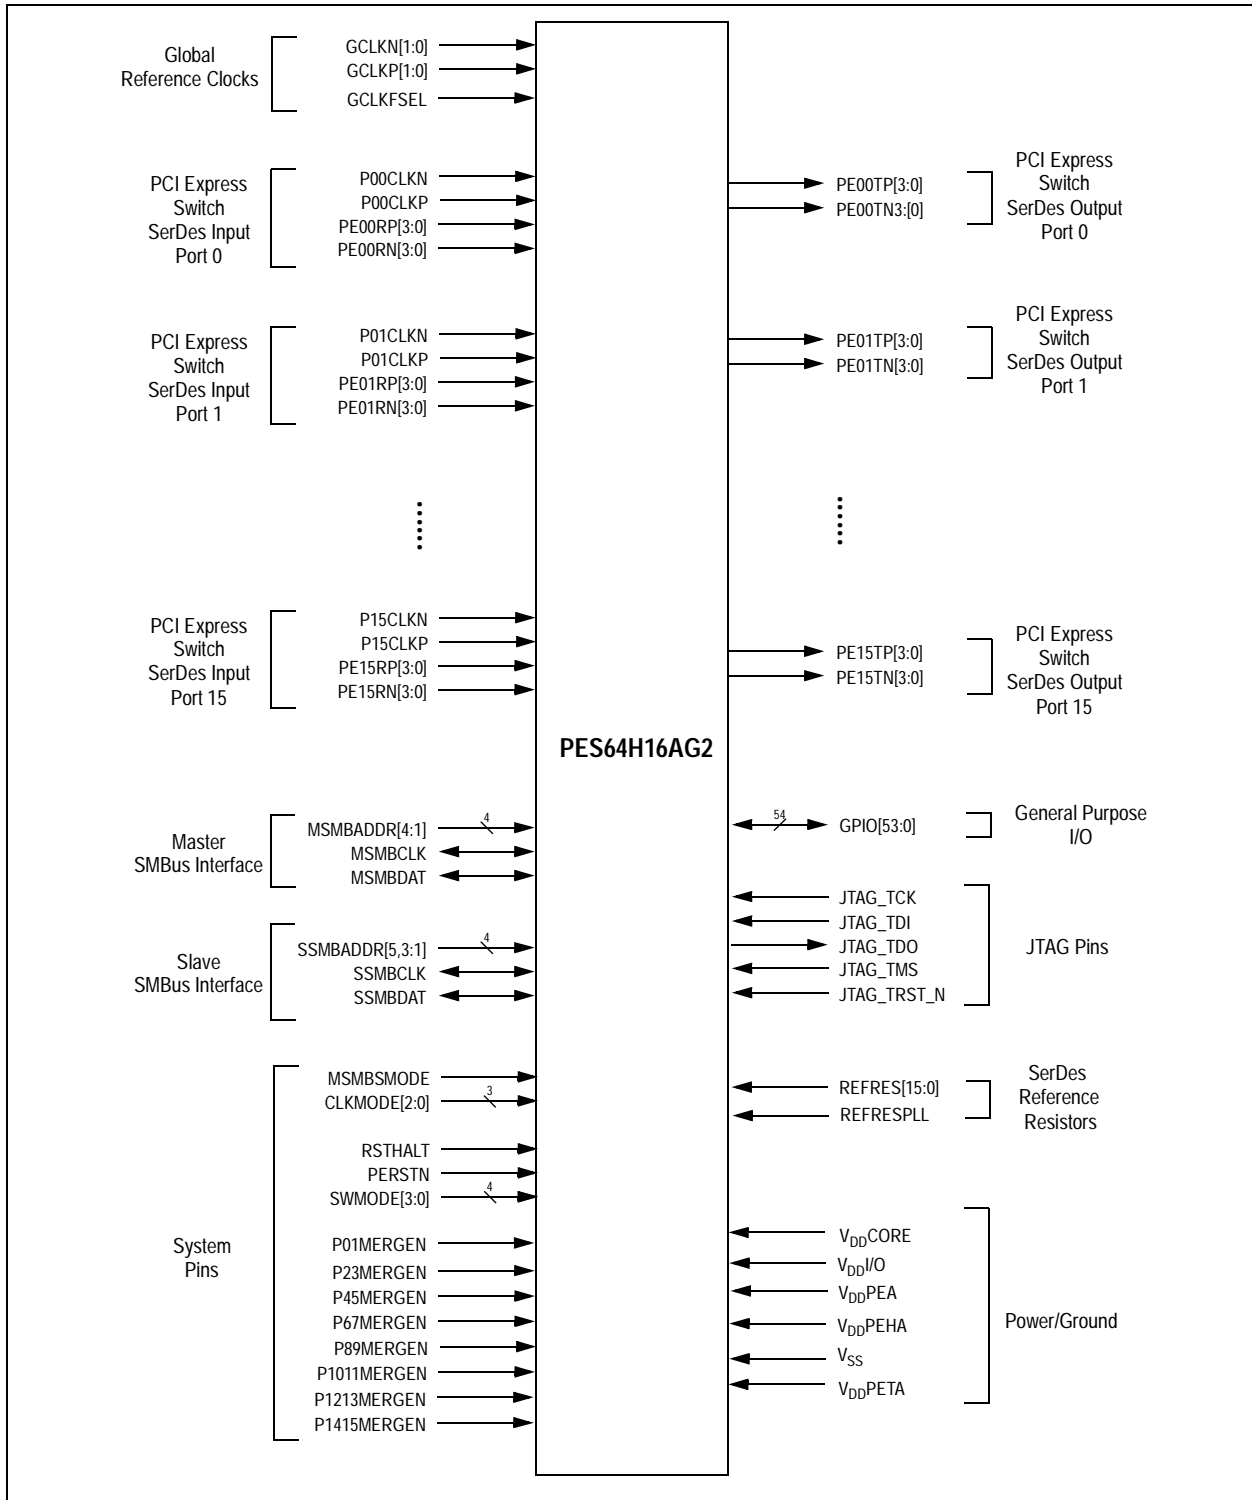 Global
Reference Clocks
GCLKN[1:0]
GCLKP[1:0]
GCLKFSEL
PCI Express
Switch
SerDes Input
Port 0
P00CLKN
P00CLKP
PE00RP[3:0]
PE00RN[3:0]
PE00TP[3:0]
PE00TN3:[0]
PCI Express
Switch
SerDes Output
Port 0
PCI Express
Switch
SerDes Input
Port 1
P01CLKN
P01CLKP
PE01RP[3:0]
PE01RN[3:0]
PE01TP[3:0]
PE01TN[3:0]
PCI Express
Switch
SerDes Output
Port 1
PCI Express
Switch
SerDes Input
Port 15
P15CLKN
P15CLKP
PE15RP[3:0]
PE15RN[3:0]
PE15TP[3:0]
PE15TN[3:0]
PCI Express
Switch
SerDes Output
Port 15
PES64H16AG2
Master
SMBus Interface
MSMBADDR[4:1]
4
MSMBCLK
MSMBDAT
54
GPIO[53:0]
General Purpose
I/O
Slave
SMBus Interface
SSMBADDR[5,3:1]
4
SSMBCLK
SSMBDAT
JTAG_TCK
JTAG_TDI
JTAG_TDO
JTAG_TMS
JTAG_TRST_N
JTAG Pins
System
Pins
MSMBSMODE
CLKMODE[2:0]
3
RSTHALT
PERSTN
SWMODE[3:0]
4
P01MERGEN
P23MERGEN
P45MERGEN
P67MERGEN
P89MERGEN
P1011MERGEN
P1213MERGEN
P1415MERGEN
REFRES[15:0]
REFRESPLL
SerDes
Reference
Resistors
VDDCORE
VDDI/O
VDDPEA
VDDPEHA
VSS
VDDPETA
Power/Ground